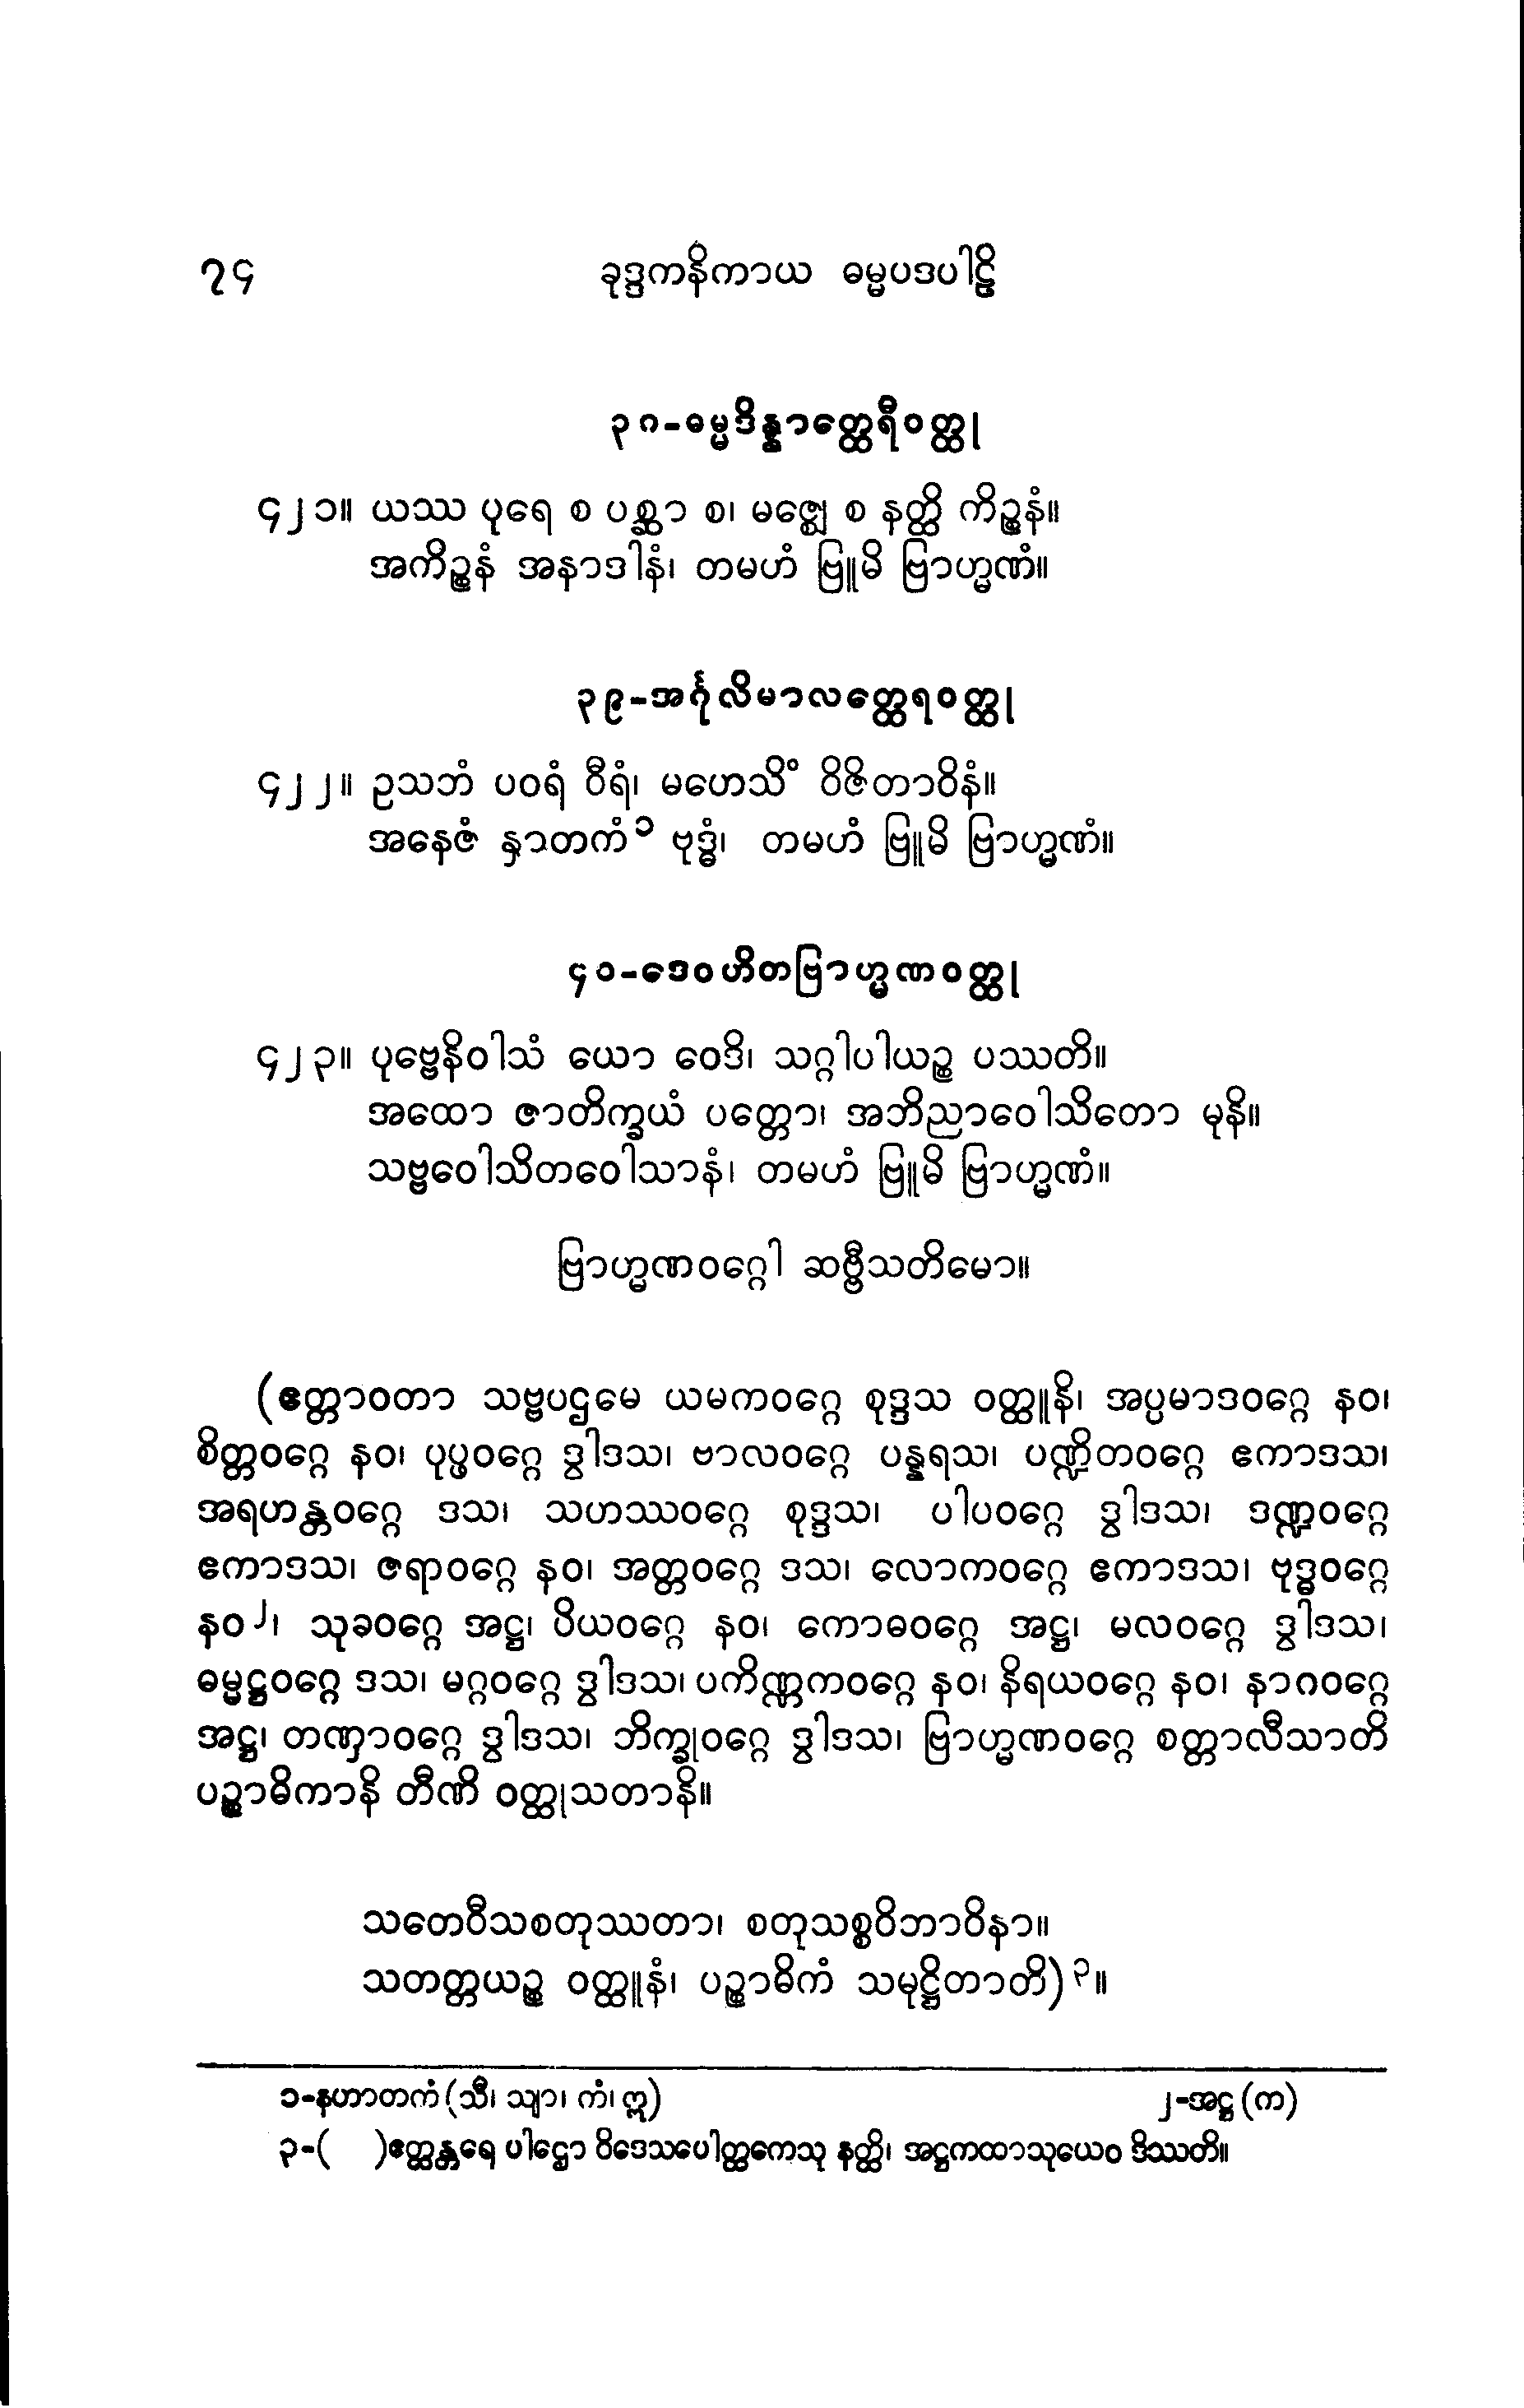 ၇၄ ခုဒ္ဒကနိကာယ ဓမ္မပဒပါဠိ
၃၈-ဓမ္မဒိန္နာတ္ထေရီဝတ္ထု
၄၂၁။ ယဿ ပုရေ စ ပစ္ဆာ စ၊ မဇ္ဈေ စ နတ္ထိ ကိဉ္စနံ။
အကိဉ္စနံ အနာဒါနံ၊ တမဟံ ဗြူမိ ဗြာဟ္မဏံ။
၃၉-အင်္ဂုလိမာလတ္ထေရဝတ္ထု
၄၂၂။ ဥသဘံ ပဝရံ ဝီရံ၊ မဟေသိံ ဝိဇိတာဝိနံ။
အနေဇံ နှာတကံ၁ ဗုဒ္ဓံ၊ တမဟံ ဗြူမိ ဗြာဟ္မဏံ။
၄၀-ဒေဝဟိတဗြာဟ္မဏဝတ္ထု
၄၂၃။ ပုဗ္ဗေနိဝါသံ ယော ဝေဒိ၊ သဂ္ဂါပါယဉ္စ ပဿတိ။
အထော ဇာတိက္ခယံ ပတ္တော၊ အဘိညာဝေါသိတော မုနိ။
သဗ္ဗဝေါသိတဝေါသာနံ၊ တမဟံ ဗြူမိ ဗြာဟ္မဏံ။
ဗြာဟ္မဏဝဂ္ဂေါ ဆဗ္ဗီသတိမော။
(ဧတ္တာဝတာ သဗ္ဗပဌမေ ယမကဝဂ္ဂေ စုဒ္ဒသ ဝတ္ထူနိ၊ အပ္ပမာဒဝဂ္ဂေ နဝ၊
စိတ္တဝဂ္ဂေ နဝ၊ ပုပ္ဖဝဂ္ဂေ ဒွါဒသ၊ ဗာလဝဂ္ဂေ ပန္နရသ၊ ပဏ္ဍိတဝဂ္ဂေ ဧကာဒသ၊
အရဟန္တဝဂ္ဂေ ဒသ၊ သဟဿဝဂ္ဂေ စုဒ္ဒသ၊ ပါပဝဂ္ဂေ ဒွါဒသ၊ ဒဏ္ဍဝဂ္ဂေ
ဧကာဒသ၊ ဇရာဝဂ္ဂေ နဝ၊ အတ္တဝဂ္ဂေ ဒသ၊ လောကဝဂ္ဂေ ဧကာဒသ၊ ဗုဒ္ဓဝဂ္ဂေ
နဝ၂၊ သုခဝဂ္ဂေ အဋ္ဌ၊ ပိယဝဂ္ဂေ နဝ၊ ကောဓဝဂ္ဂေ အဋ္ဌ၊ မလဝဂ္ဂေ ဒွါဒသ၊
ဓမ္မဋ္ဌဝဂ္ဂေ ဒသ၊ မဂ္ဂဝဂ္ဂေ ဒွါဒသ၊ ပကိဏ္ဏကဝဂ္ဂေ နဝ၊ နိရယဝဂ္ဂေ နဝ၊ နာဂဝဂ္ဂေ
အဋ္ဌ၊ တဏှာဝဂ္ဂေ ဒွါဒသ၊ ဘိက္ခုဝဂ္ဂေ ဒွါဒသ၊ ဗြာဟ္မဏဝဂ္ဂေ စတ္တာလီသာတိ
ပဉ္စာဓိကာနိ တီဏိ ဝတ္ထုသတာနိ။
သတေဝီသစတုဿတာ၊ စတုသစ္စဝိဘာဝိနာ။
သတတ္တယဉ္စ ဝတ္ထူနံ၊ ပဉ္စာဓိကံ သမုဋ္ဌိတာတိ)၃။
၁-နဟာတကံ (သီ၊ သျာ၊ ကံ၊ ဣ) ၂-အဋ္ဌ (က)
၃-( )ဧတ္ထန္တရေ ပါဌော ဝိဒေသပေါတ္ထကေသု နတ္ထိ၊ အဋ္ဌကထာသုယေဝ ဒိဿတိ။